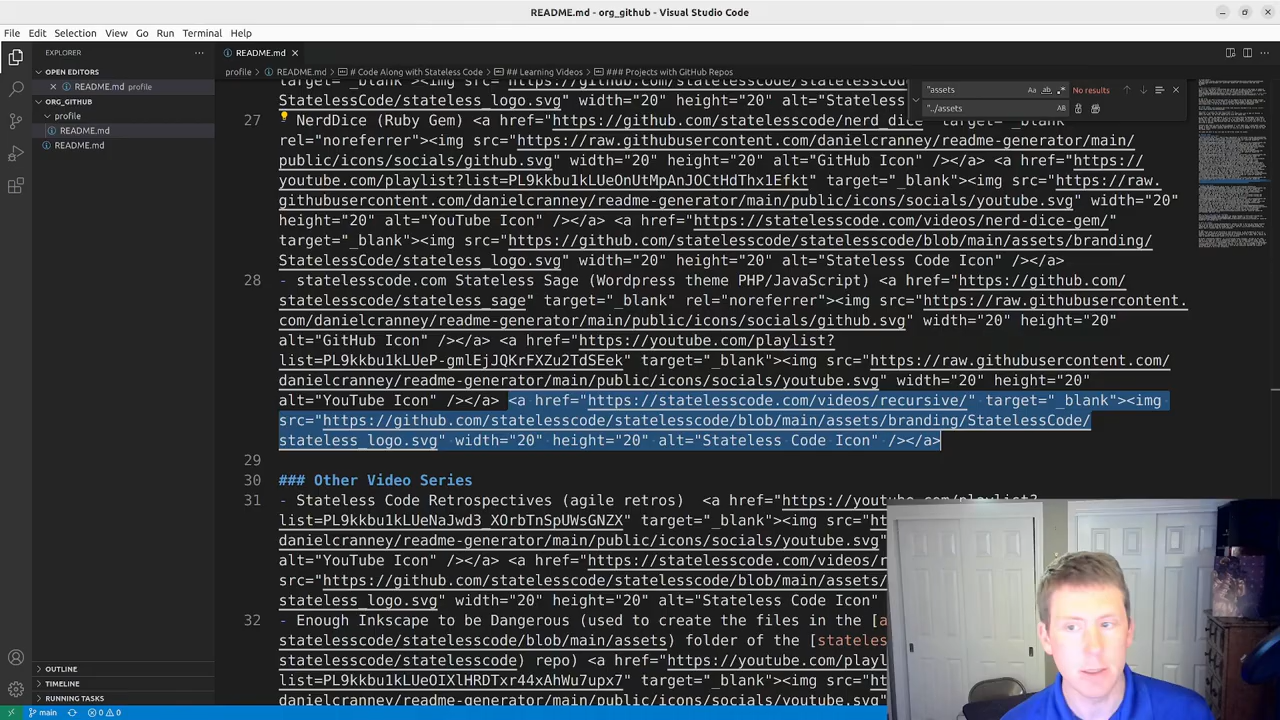 README.md - org_github - Visual Studio Code
File Edit Selection View Go Run Terminal Help
EXPLORER
OPEN EDITORS
README.md profile
ORG_GITHUB
profile
README.md
README.md
OUTLINE
TIMELINE
RUNNING TASKS
main 0 0
README.md
profile > README.md > # Code Along with Stateless Code > ## Learning Videos > ### Projects with GitHub Repos
"assets
Aa ab
No results
"../assets
AB
target="_blank"><img src="https://github.com/statelesscode/statelesscode
StatelessCode/stateless_logo.svg" width="20" height="20" alt="Stateless
27 - NerdDice (Ruby Gem) <a href="https://github.com/statelesscode/nerd_dice" target="_blank"
rel="noreferrer"><img src="https://raw.githubusercontent.com/danielcranney/readme-generator/main/
public/icons/socials/github.svg" width="20" height="20" alt="GitHub Icon" /></a> <a href="https://
youtube.com/playlist?list=PL9kkbu1kLUeOnUtMpAnJOCtHdThx1Efkt" target="_blank"><img src="https://raw.
githubusercontent.com/danielcranney/readme-generator/main/public/icons/socials/youtube.svg" width="20"
height="20" alt="YouTube Icon" /></a> <a href="https://statelesscode.com/videos/nerd-dice-gem/"
target="_blank"><img src="https://github.com/statelesscode/statelesscode/blob/main/assets/branding/
StatelessCode/stateless_logo.svg" width="20" height="20" alt="Stateless Code Icon" /></a>
28 - statelesscode.com Stateless Sage (Wordpress theme PHP/JavaScript) <a href="https://github.com/
statelesscode/stateless_sage" target="_blank" rel="noreferrer"><img src="https://raw.githubusercontent.
com/danielcranney/readme-generator/main/public/icons/socials/github.svg" width="20" height="20"
alt="GitHub Icon" /></a> <a href="https://youtube.com/playlist?
list=PL9kkbu1kLUeP-gmlEjJQKrFXZu2TdSEek" target="_blank"><img src="https://raw.githubusercontent.com/
danielcranney/readme-generator/main/public/icons/socials/youtube.svg" width="20" height="20"
alt="YouTube Icon" /></a> <a href="https://statelesscode.com/videos/recursive/" target="_blank"><img
src="https://github.com/statelesscode/statelesscode/blob/main/assets/branding/StatelessCode/
stateless_logo.svg" width="20" height="20" alt="Stateless Code Icon" /></a>
29
30 ### Other Video Series
31 - Stateless Code Retrospectives (agile retros) <a href="https://youtube.com/playlist?
list=PL9kkbu1kLUeNaJwd3_XOrbTnSpUWsGNZX" target="_blank"><img src="ht
danielcranney/readme-generator/main/public/icons/socials/youtube.svg"
alt="YouTube Icon" /></a> <a href="https://statelesscode.com/videos/r
src="https://github.com/statelesscode/statelesscode/blob/main/assets/
stateless_logo.svg" width="20" height="20" alt="Stateless Code Icon"
32 - Enough Inkscape to be Dangerous (used to create the files in the [a
statelesscode/statelesscode/blob/main/assets) folder of the [stateles
statelesscode/statelesscode) repo) <a href="https://youtube.com/playl
list=PL9kkbu1kLUeOIXlHRDTxr44xAhWu7upx7" target="_blank"><img src="ht
danielcranney/readme-generator/main/public/icons/socials/youtube.svg"